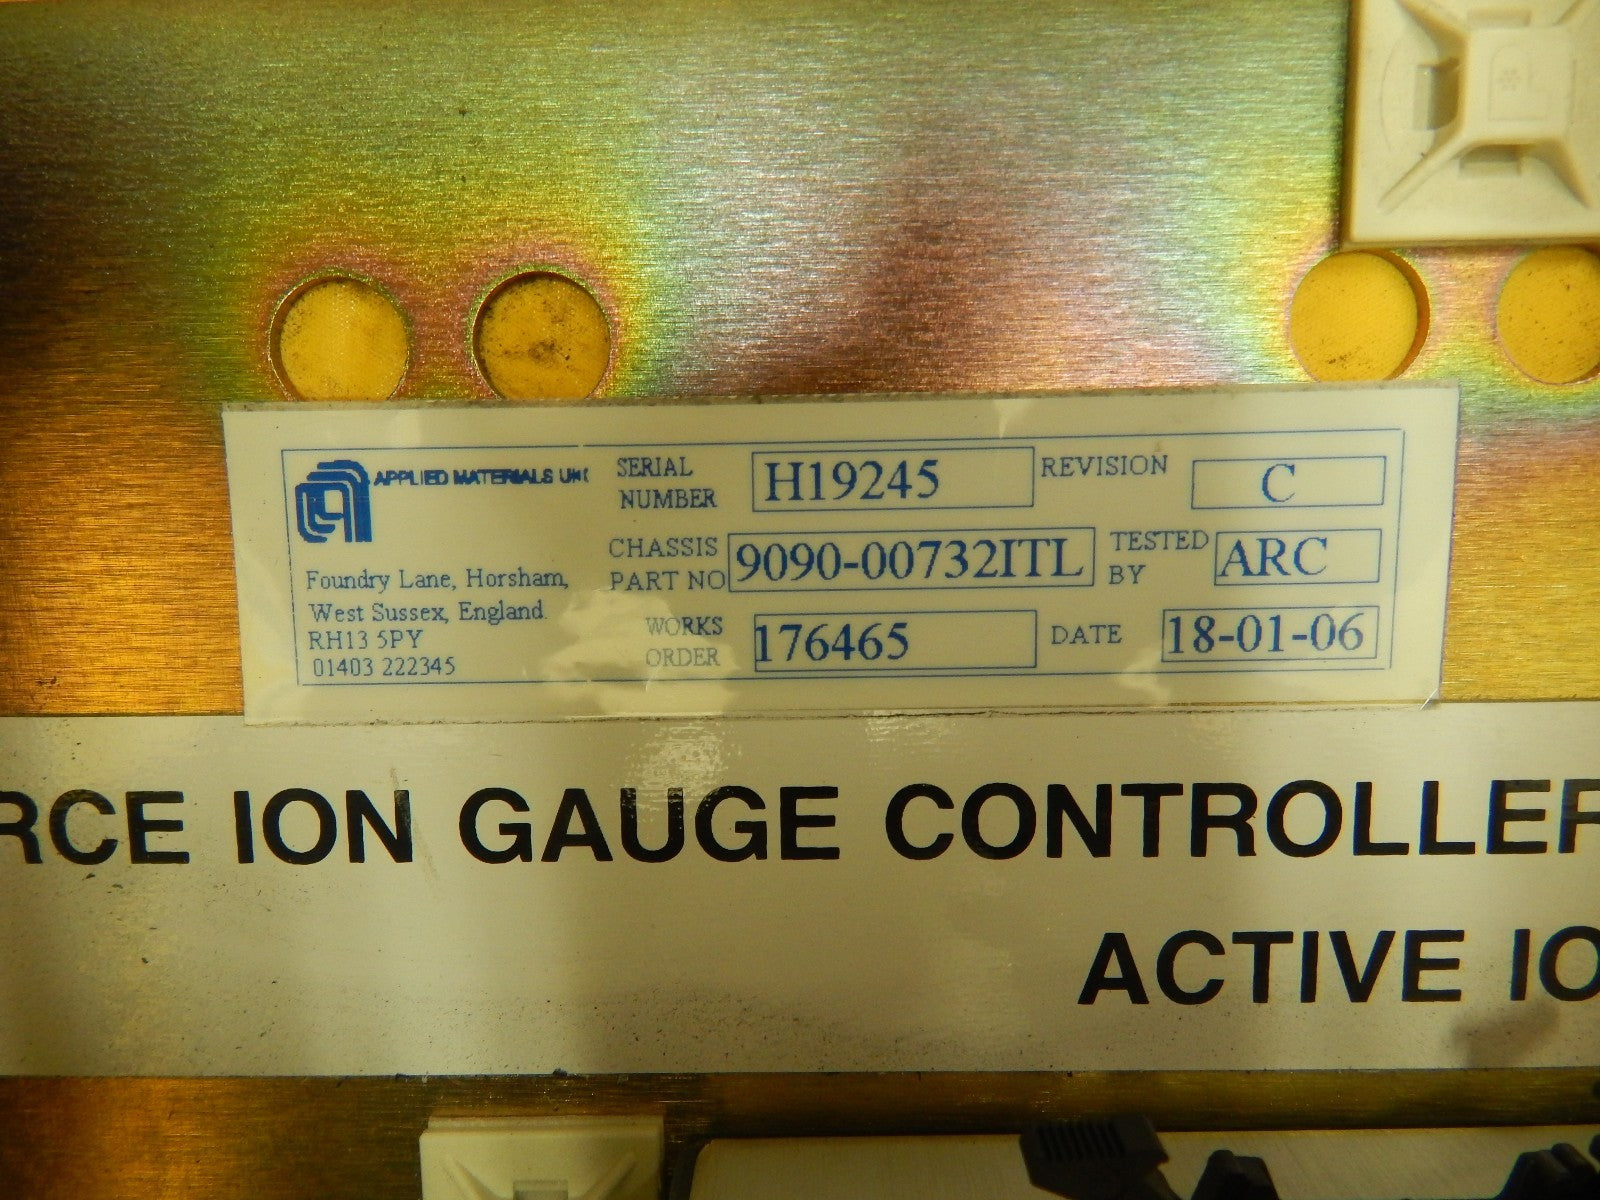 APPLIED MATERIALS
Foundry Lane, Horsham,
West Sussex, England.
RH13 5PY
01403 222345
SERIAL NUMBER H19245
REVISION C
CHASSIS PART NO 9090-00732ITL
TESTED BY ARC
WORKS ORDER 176465
DATE 18-01-06
RCE ION GAUGE CONTROLLER
ACTIVE IO